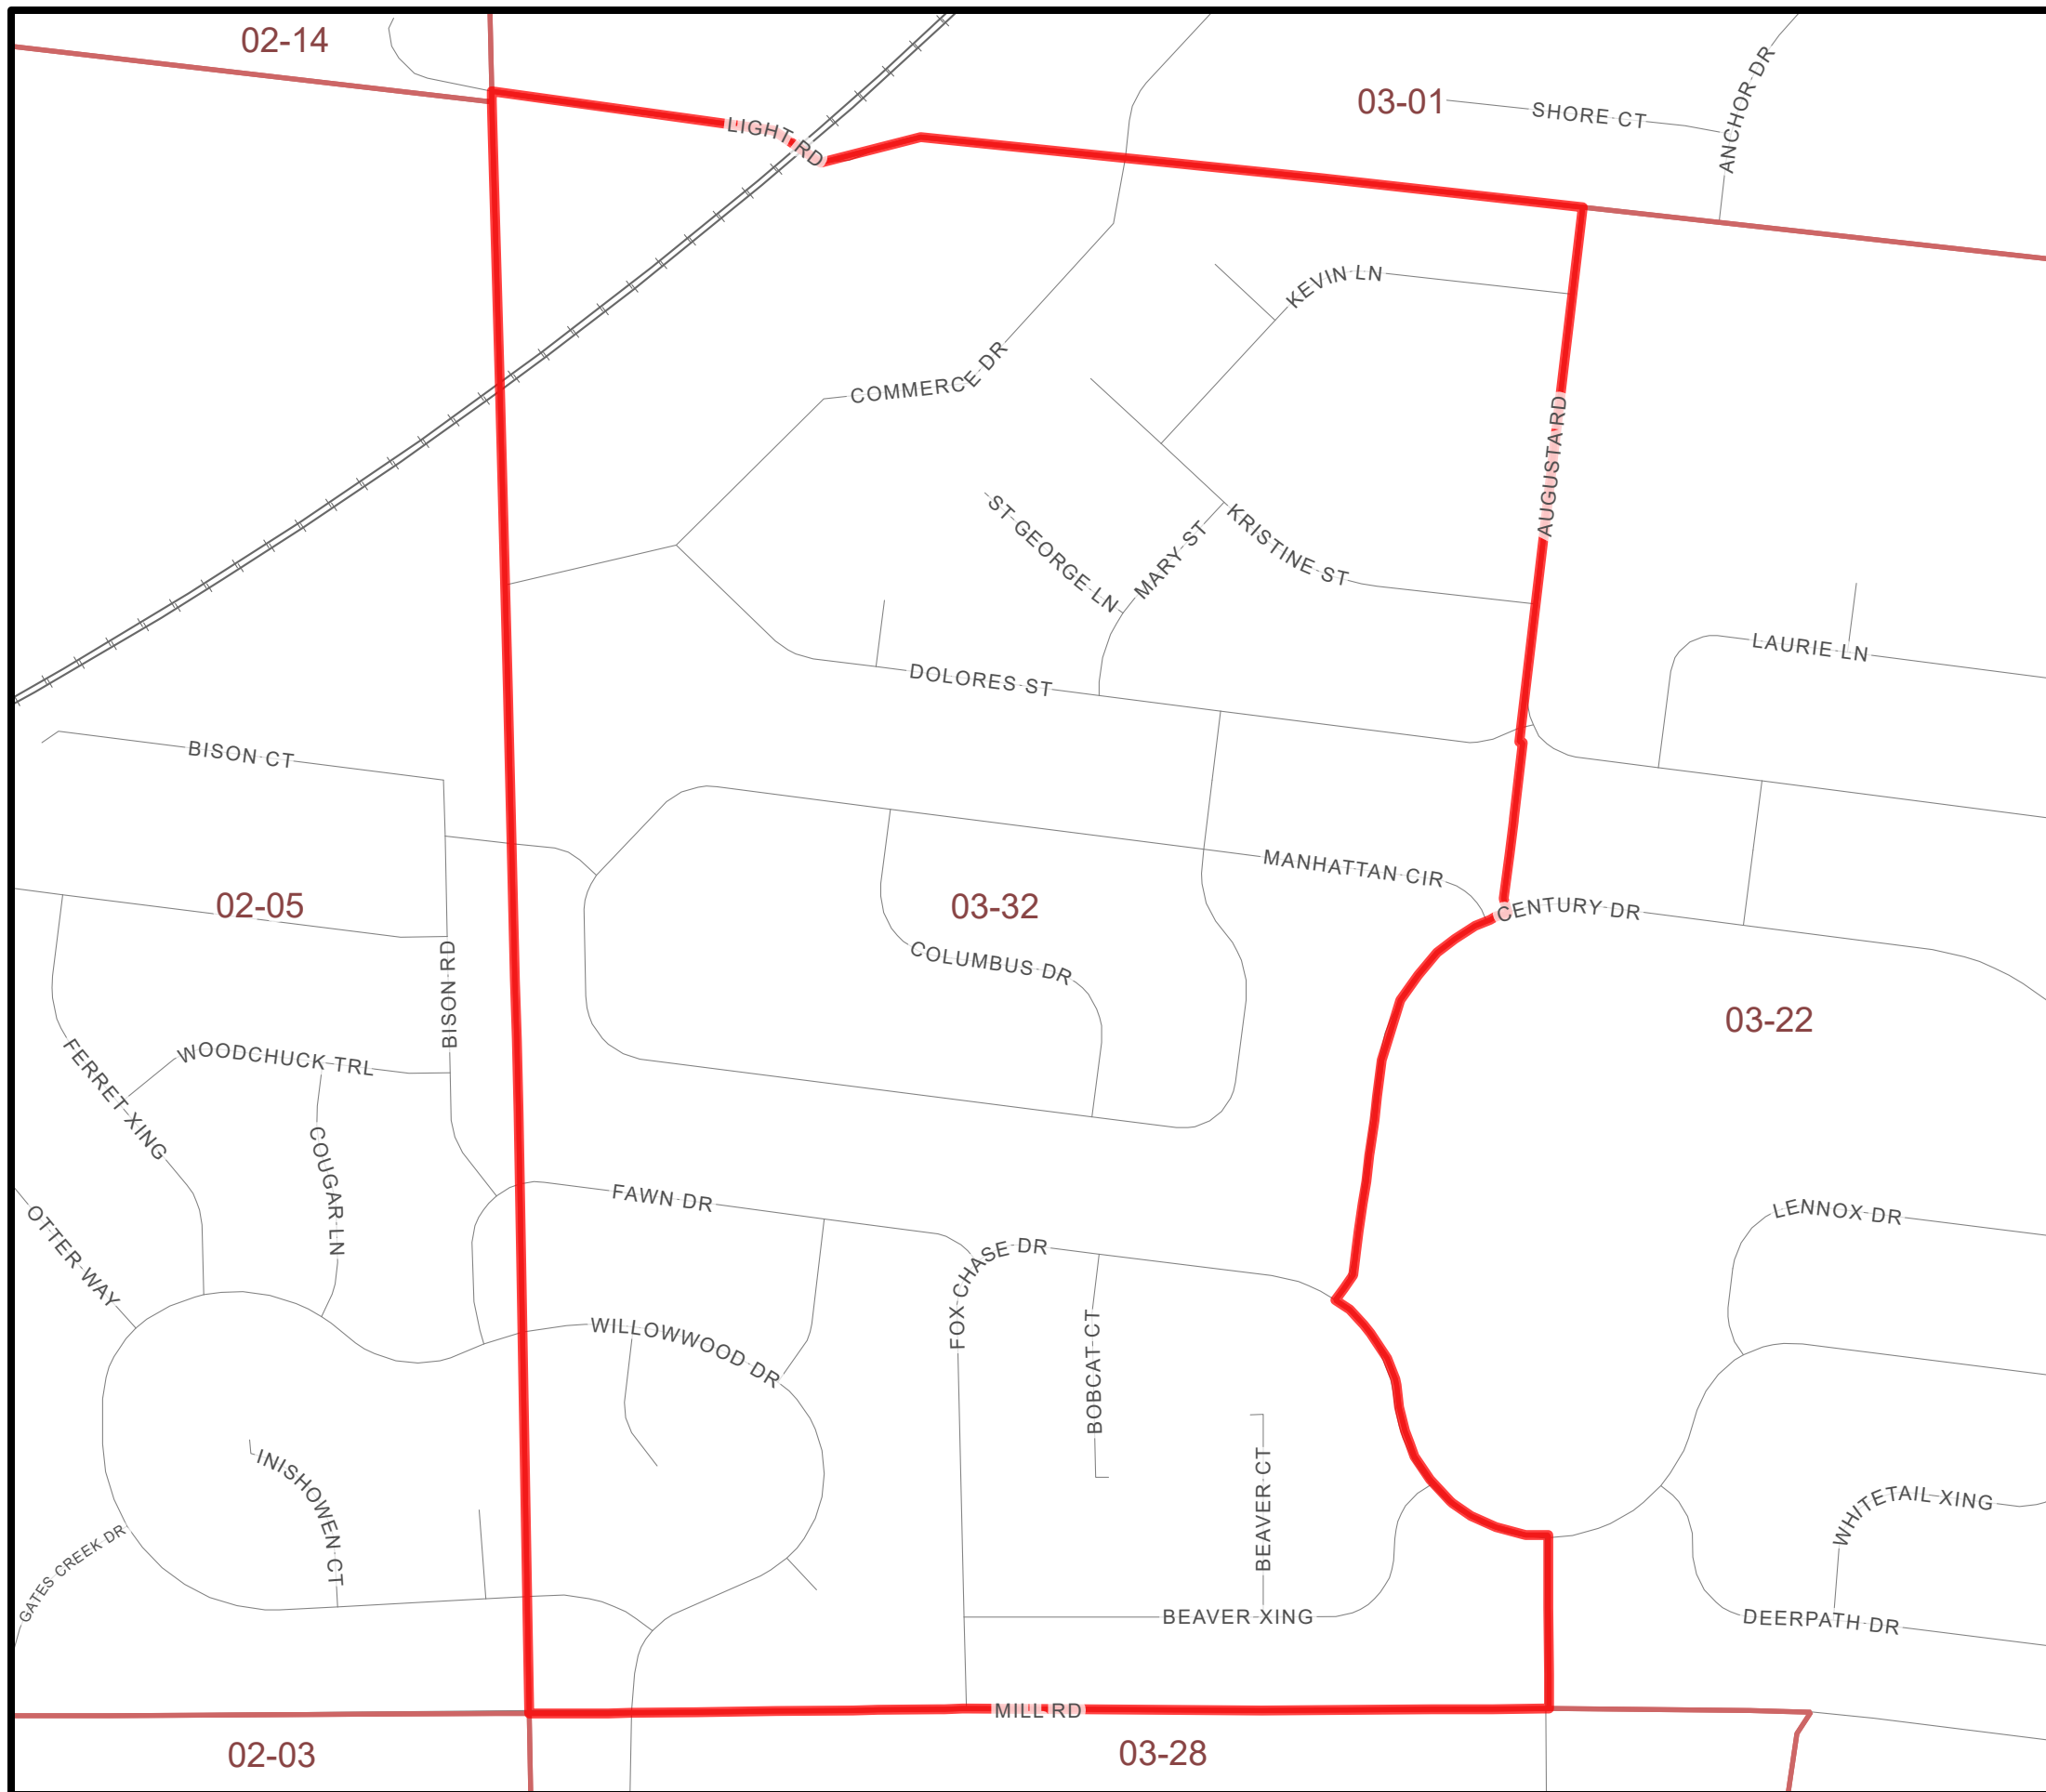 02-14
LIGHT RD
03-01
SHORE CT
ANCHOR DR
KEVIN LN
COMMERCE DR
AUGUSTA RD
ST GEORGE LN
MARY ST
KRISTINE ST
LAURIE LN
DOLORES ST
BISON CT
MANHATTAN CIR
02-05
03-32
CENTURY DR
COLUMBUS DR
BISON RD
03-22
WOODCHUCK TRL
FERRET XING
COUGAR LN
OTTER WAY
FAWN DR
LENNOX DR
FOX CHASE DR
WILLOWWOOD DR
BOBCAT CT
BEAVER CT
INISHOWEN CT
WHITETAIL XING
GATES CREEK DR
BEAVER XING
DEERPATH DR
MILL RD
02-03
03-28